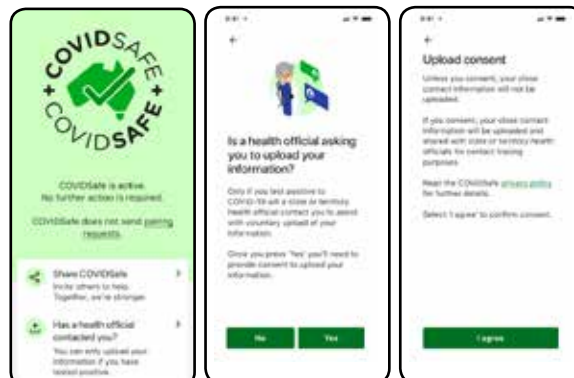 COVIDSAFE
COVIDSAFE
COVIDSafe is active.
No further action is required.
COVIDSafe does not send pairing
requests.
Share COVIDSafe
Invite others to help.
Together, we're stronger.
Has a health official
contacted you?
You can only upload your
information if you have
tested positive.
Is a health official asking
you to upload your
information?
Only if you test positive to
COVID-19 will a state or territory
health official contact you to assist
with voluntary upload of your
information.
Once you press 'Yes' you'll need to
provide consent to upload your
information.
No
Yes
Upload consent
Unless you consent, your close
contact information will not be
uploaded.
If you consent, your close contact
information will be uploaded and
shared with state or territory health
officials for contact tracing
purposes.
Read the COVIDSafe privacy policy
for further details.
Select 'I agree' to confirm consent.
I agree